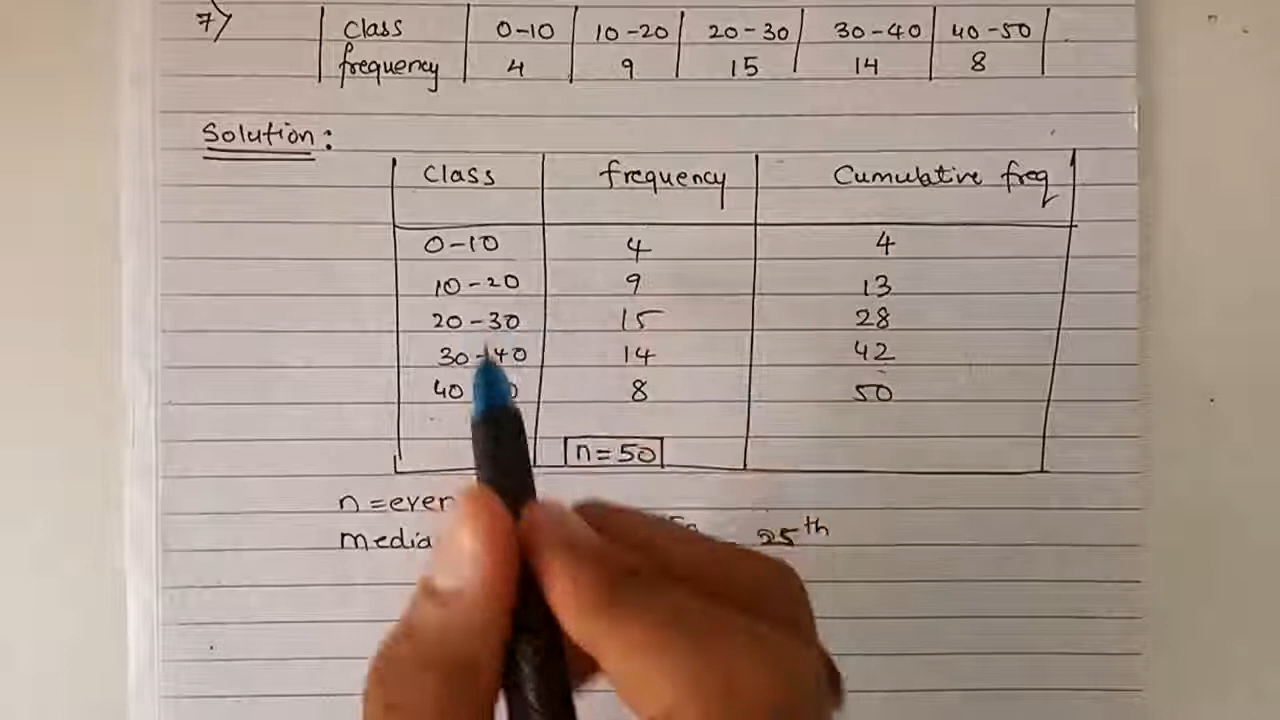 7) class 0-10 10-20 20-30 30-40 40-50
frequency 4 9 15 14 8
Solution:
class frequency Cumulative freq
0-10 4 4
10-20 9 13
20-30 15 28
30-40 14 42
40 8 50
n=50
n=even
25th